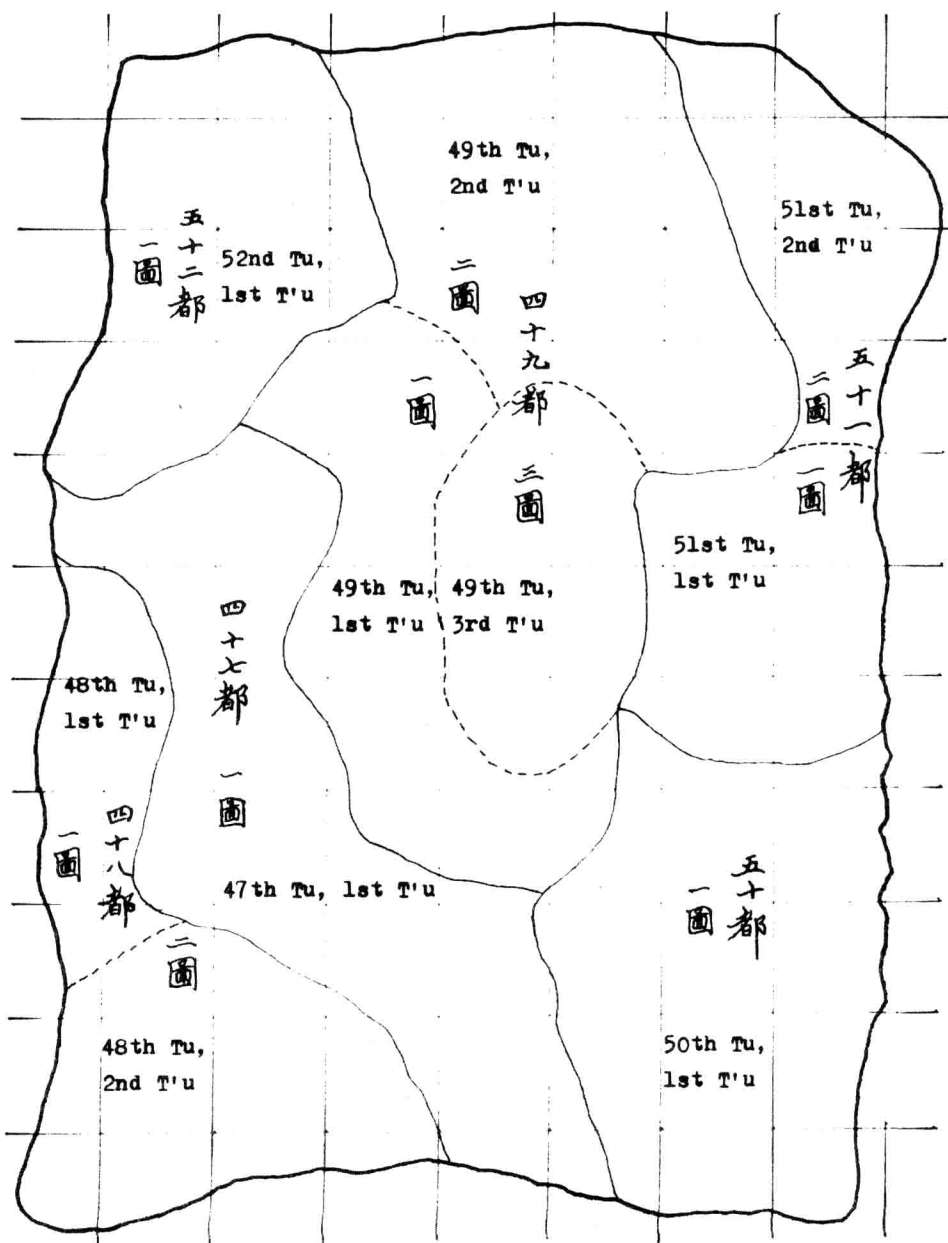 49th Tu,
2nd T'u
51st Tu,
2nd T'u
五十二都
一圖
52nd Tu,
1st T'u
二圖
四十九都
一圖
三圖
五十一都
二圖
一圖
51st Tu,
1st T'u
49th Tu,
1st T'u
49th Tu,
3rd T'u
四十七都
一圖
48th Tu,
1st T'u
四十八都
一圖
47th Tu, 1st T'u
五十都
一圖
二圖
48th Tu,
2nd T'u
50th Tu,
1st T'u